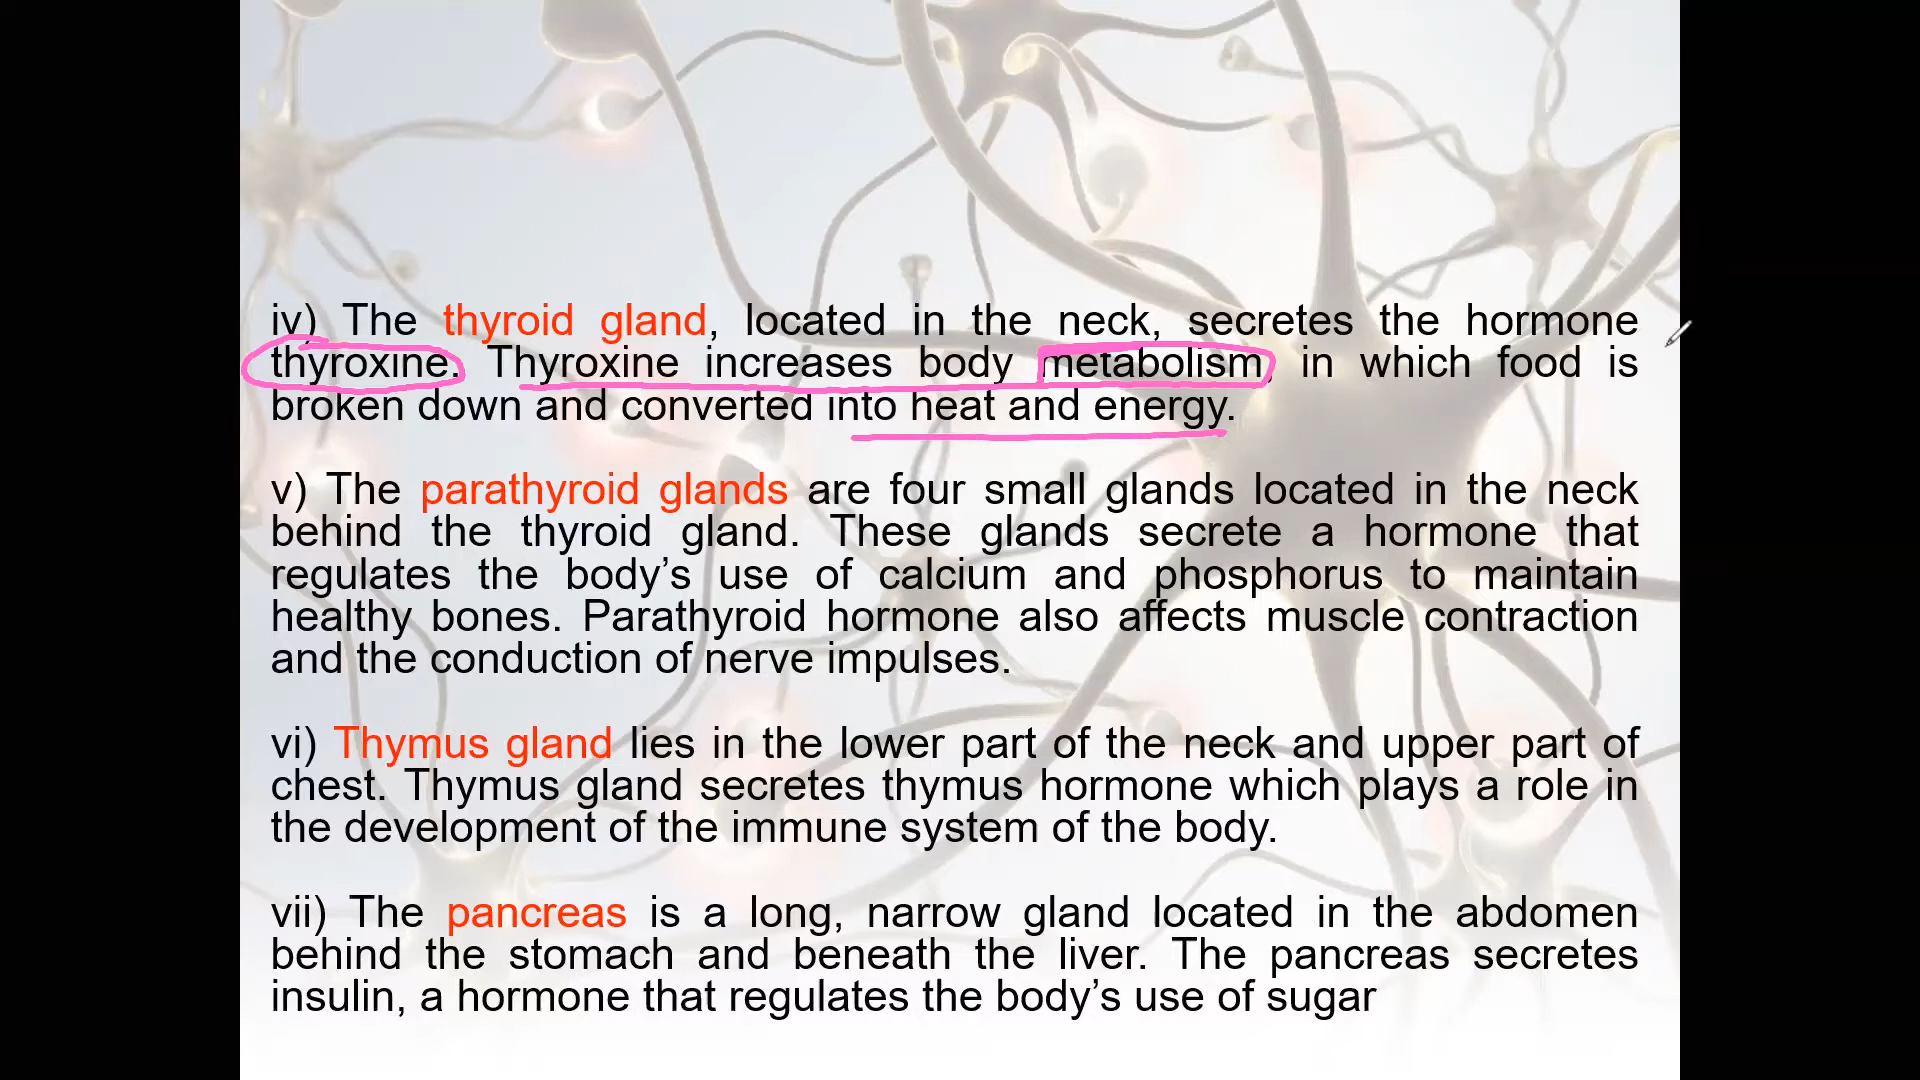 iv) The thyroid gland, located in the neck, secretes the hormone
thyroxine. Thyroxine increases body metabolism, in which food is
broken down and converted into heat and energy.
v) The parathyroid glands are four small glands located in the neck
behind the thyroid gland. These glands secrete a hormone that
regulates the body’s use of calcium and phosphorus to maintain
healthy bones. Parathyroid hormone also affects muscle contraction
and the conduction of nerve impulses.
vi) Thymus gland lies in the lower part of the neck and upper part of
chest. Thymus gland secretes thymus hormone which plays a role in
the development of the immune system of the body.
vii) The pancreas is a long, narrow gland located in the abdomen
behind the stomach and beneath the liver. The pancreas secretes
insulin, a hormone that regulates the body’s use of sugar